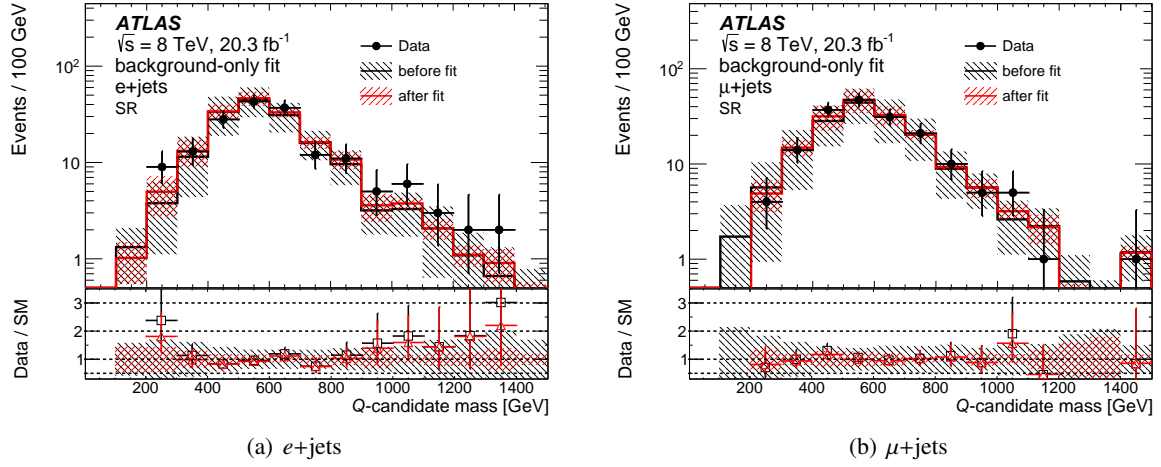 ATLAS
√s = 8 TeV, 20.3 fb⁻¹
background-only fit
e+jets
SR
Data
before fit
after fit
Events / 100 GeV
10²
10
1
Data / SM
3
2
1
200 400 600 800 1000 1200 1400
Q-candidate mass [GeV]
(a) e+jets
ATLAS
√s = 8 TeV, 20.3 fb⁻¹
background-only fit
μ+jets
SR
Data
before fit
after fit
Events / 100 GeV
10²
10
1
Data / SM
3
2
1
200 400 600 800 1000 1200 1400
Q-candidate mass [GeV]
(b) μ+jets